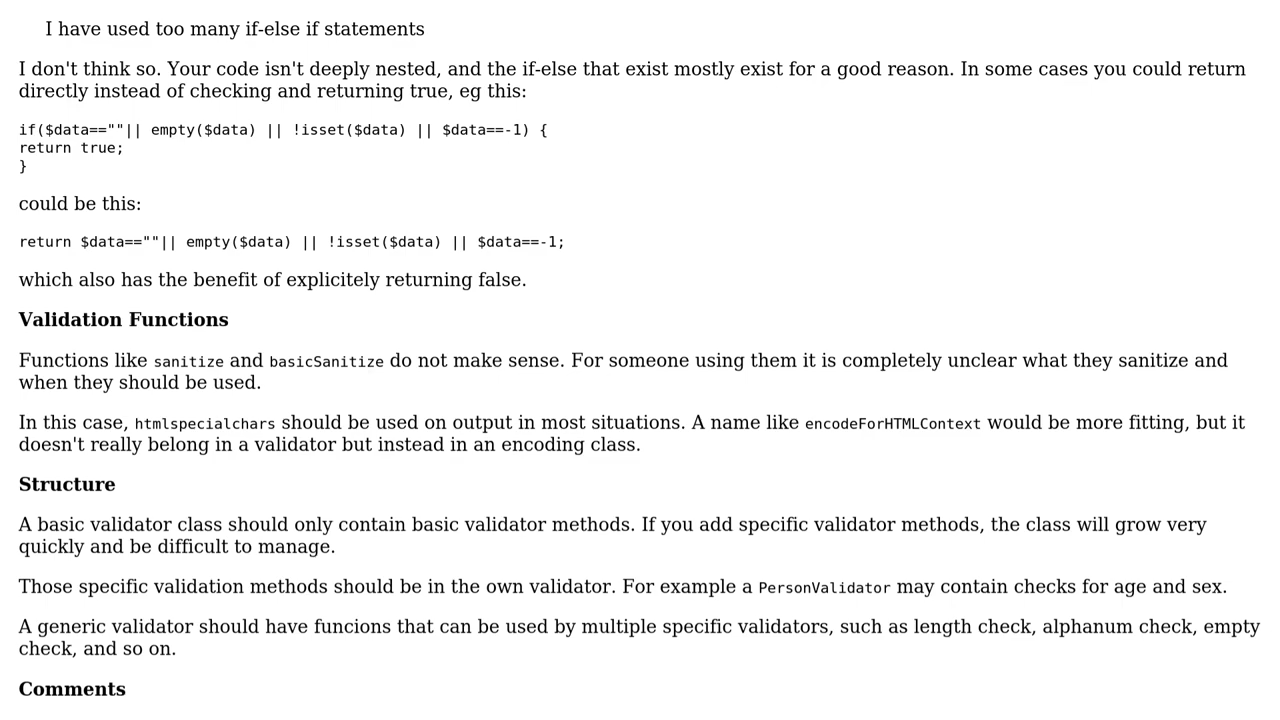 I have used too many if-else if statements
I don't think so. Your code isn't deeply nested, and the if-else that exist mostly exist for a good reason. In some cases you could return
directly instead of checking and returning true, eg this:
if($data==""|| empty($data) || !isset($data) || $data==-1) {
return true;
}
could be this:
return $data==""|| empty($data) || !isset($data) || $data==-1;
which also has the benefit of explicitely returning false.
Validation Functions
Functions like sanitize and basicSanitize do not make sense. For someone using them it is completely unclear what they sanitize and
when they should be used.
In this case, htmlspecialchars should be used on output in most situations. A name like encodeForHTMLContext would be more fitting, but it
doesn't really belong in a validator but instead in an encoding class.
Structure
A basic validator class should only contain basic validator methods. If you add specific validator methods, the class will grow very
quickly and be difficult to manage.
Those specific validation methods should be in the own validator. For example a PersonValidator may contain checks for age and sex.
A generic validator should have funcions that can be used by multiple specific validators, such as length check, alphanum check, empty
check, and so on.
Comments